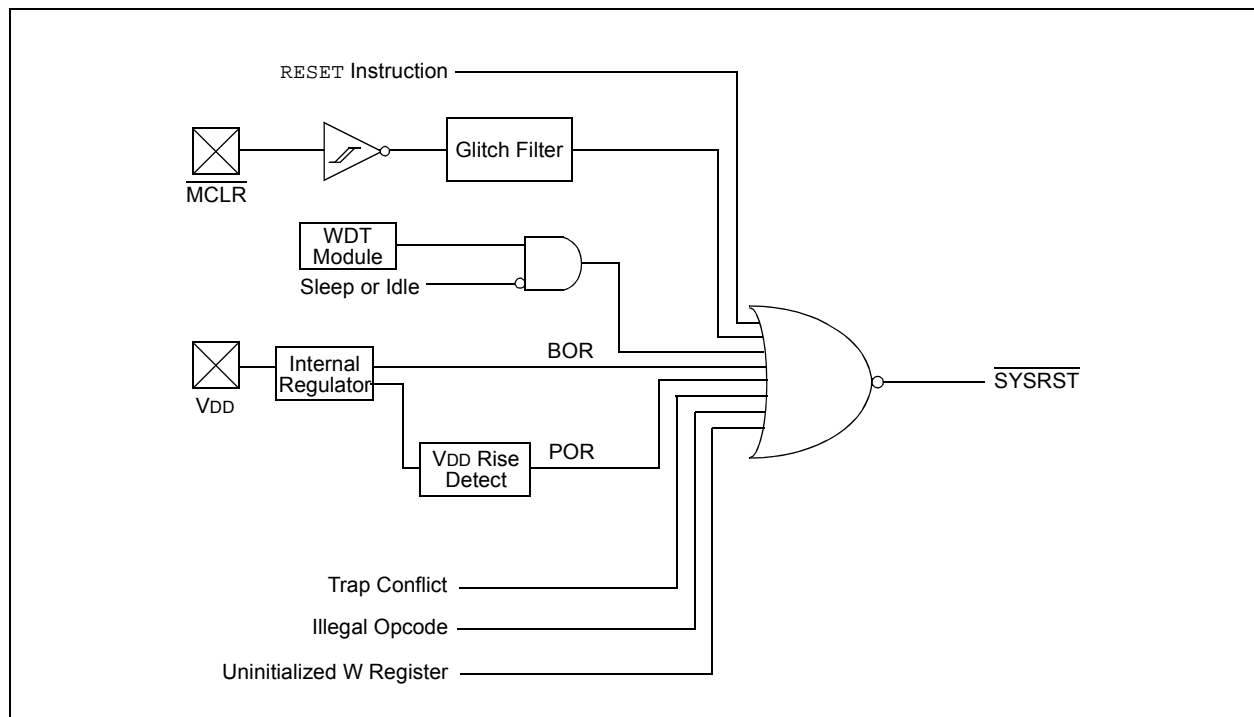 RESET Instruction
Glitch Filter
MCLR
WDT
Module
Sleep or Idle
BOR
Internal
Regulator
SYSRST
VDD
POR
VDD Rise
Detect
Trap Conflict
Illegal Opcode
Uninitialized W Register